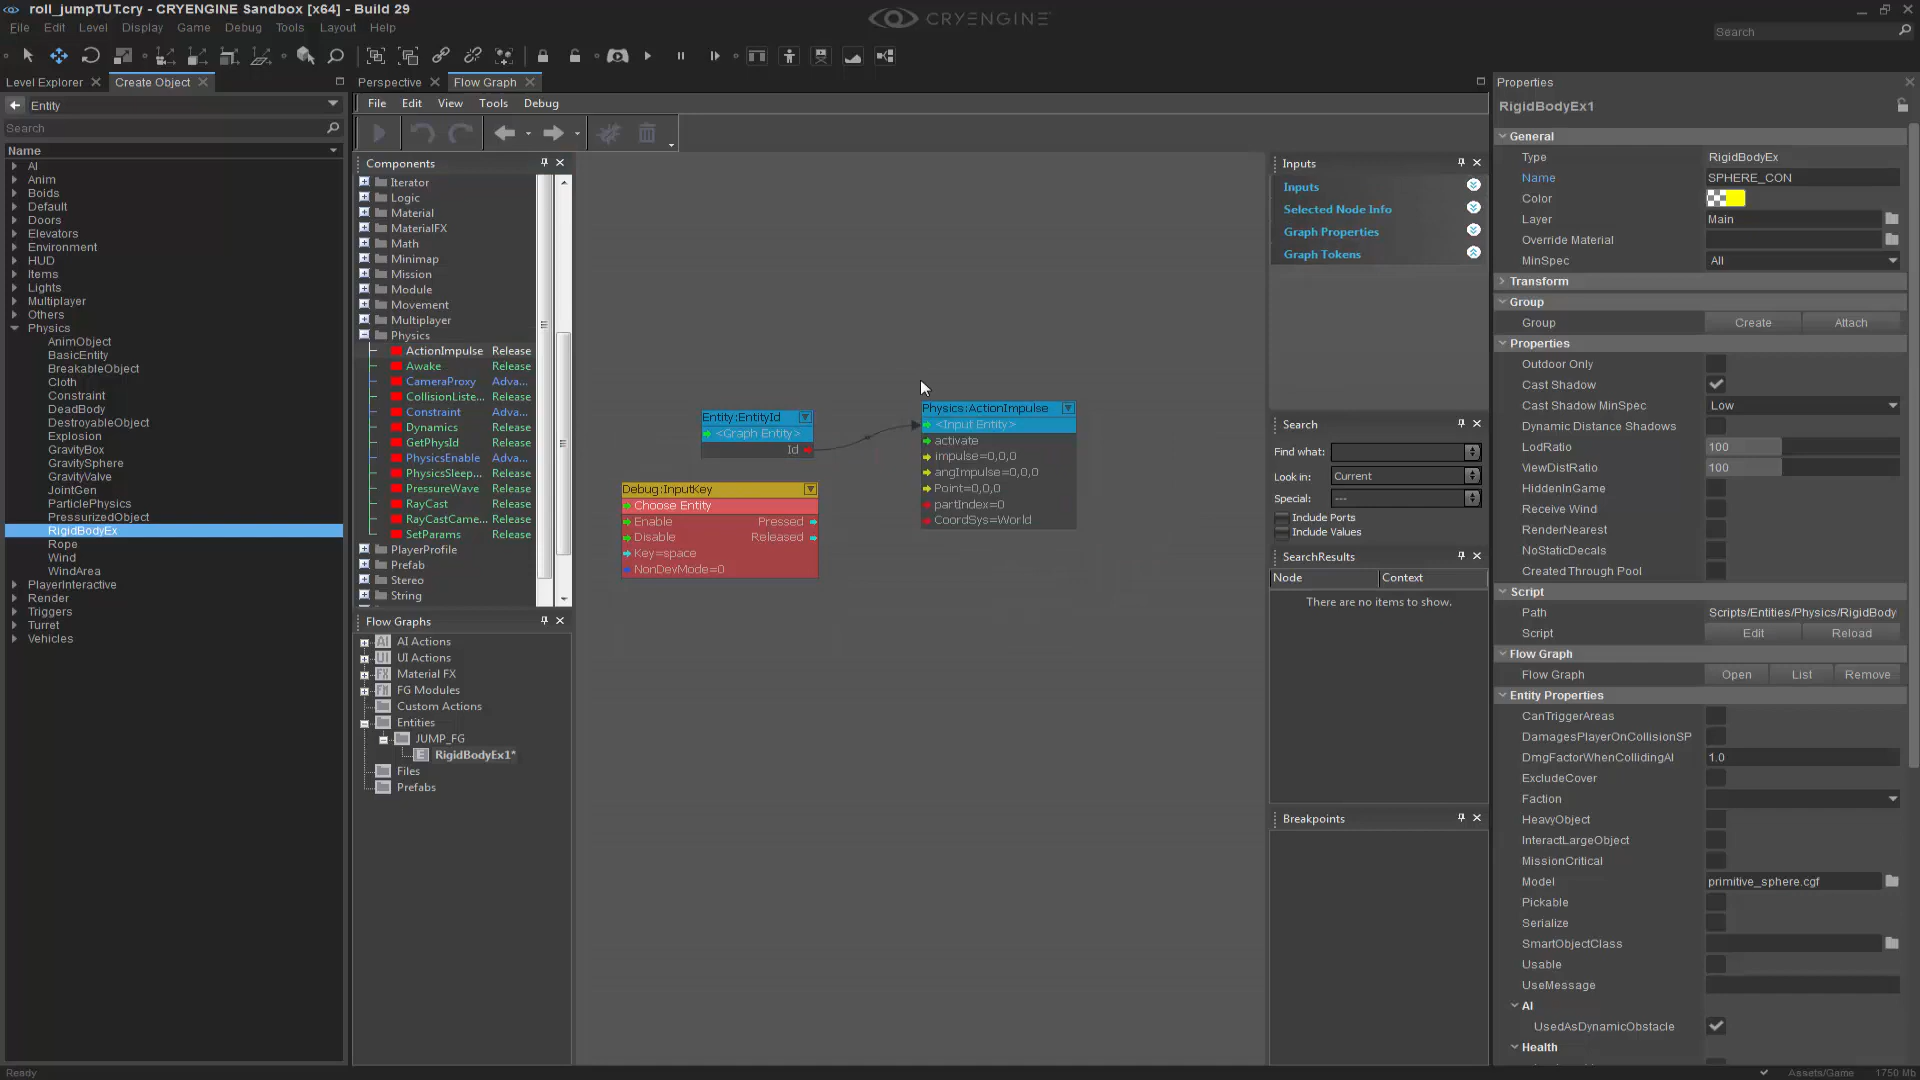 roll_jumpTUT.cry - CRYENGINE Sandbox [x64] - Build 29
CRYENGINE
File Edit Level Display Game Debug Tools Layout Help
Search
Level Explorer Create Object
Entity
Search
Name
AI
Anim
Boids
Default
Doors
Elevators
Environment
HUD
Items
Lights
Multiplayer
Others
Physics
AnimObject
BasicEntity
BreakableObject
Cloth
Constraint
DeadBody
DestroyableObject
Explosion
GravityBox
GravitySphere
GravityValve
JointGen
ParticlePhysics
PressurizedObject
RigidBodyEx
Rope
Wind
WindArea
PlayerInteractive
Render
Triggers
Turret
Vehicles
Perspective Flow Graph
File Edit View Tools Debug
Components
Iterator
Logic
Material
MaterialFX
Math
Minimap
Mission
Module
Movement
Multiplayer
Physics
ActionImpulse Release
Awake Release
CameraProxy Adva...
CollisionListe... Release
Constraint Adva...
Dynamics Release
GetPhysId Release
PhysicsEnable Adva...
PhysicsSleep... Release
PressureWave Release
RayCast Release
RayCastCame... Release
SetParams Release
PlayerProfile
Prefab
Stereo
String
Flow Graphs
AI AI Actions
UI UI Actions
FX Material FX
FM FG Modules
Custom Actions
Entities
JUMP_FG
E RigidBodyEx1*
Files
Prefabs
Entity:EntityId
<Graph Entity>
Id
Debug:InputKey
Choose Entity
Enable Pressed
Disable Released
Key=space
NonDevMode=0
Physics:ActionImpulse
<Input Entity>
activate
impulse=0,0,0
angImpulse=0,0,0
Point=0,0,0
partIndex=0
CoordSys=World
Inputs
Inputs
Selected Node Info
Graph Properties
Graph Tokens
Search
Find what:
Look in: Current
Special: ---
Include Ports
Include Values
SearchResults
Node Context
There are no items to show.
Breakpoints
Properties
RigidBodyEx1
General
Type RigidBodyEx
Name SPHERE_CON
Color
Layer Main
Override Material
MinSpec All
Transform
Group
Group Create Attach
Properties
Outdoor Only
Cast Shadow
Cast Shadow MinSpec Low
Dynamic Distance Shadows
LodRatio 100
ViewDistRatio 100
HiddenInGame
Receive Wind
RenderNearest
NoStaticDecals
Created Through Pool
Script
Path Scripts/Entities/Physics/RigidBody
Script Edit Reload
Flow Graph
Flow Graph Open List Remove
Entity Properties
CanTriggerAreas
DamagesPlayerOnCollisionSP
DmgFactorWhenCollidingAI 1.0
ExcludeCover
Faction
HeavyObject
InteractLargeObject
MissionCritical
Model primitive_sphere.cgf
Pickable
Serialize
SmartObjectClass
Usable
UseMessage
AI
UsedAsDynamicObstacle
Health
Ready
Assets/Game 1750 Mb